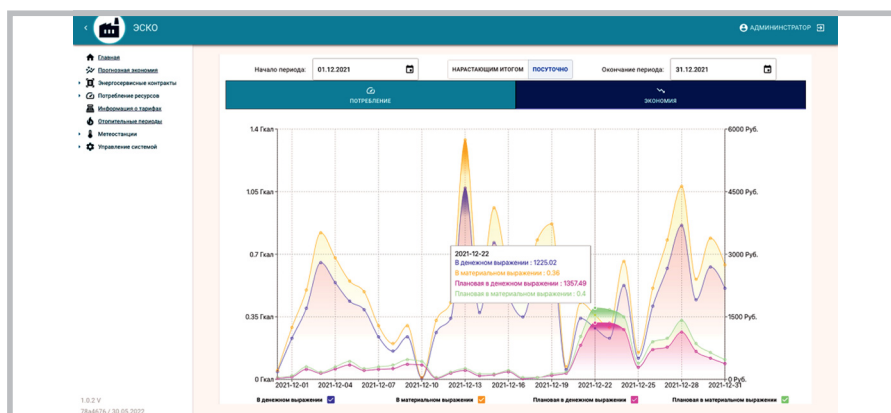 ЭСКО
АДМИНИНСТРАТОР
Главная
Прогнозная экономия
Энергосервисные контракты
Потребление ресурсов
Информация о тарифах
Отопительные периоды
Метеостанции
Управление системой
Начало периода: 01.12.2021
НАРАСТАЮЩИМ ИТОГОМ ПОСУТОЧНО
Окончание периода: 31.12.2021
ПОТРЕБЛЕНИЕ
ЭКОНОМИЯ
1.4 Гкал
6000 Руб.
1.05 Гкал
4500 Руб.
0.7 Гкал
3000 Руб.
0.35 Гкал
1500 Руб.
0 Гкал
0 Руб.
2021-12-22
В денежном выражении : 1225.02
В материальном выражении : 0.36
Плановая в денежном выражении : 1357.49
Плановая в материальном выражении : 0.4
2021-12-01 2021-12-04 2021-12-07 2021-12-10 2021-12-13 2021-12-16 2021-12-19 2021-12-22 2021-12-25 2021-12-28 2021-12-31
В денежном выражении В материальном выражении Плановая в денежном выражении Плановая в материальном выражении
1.0.2 V
78a4676 / 30.05.2022